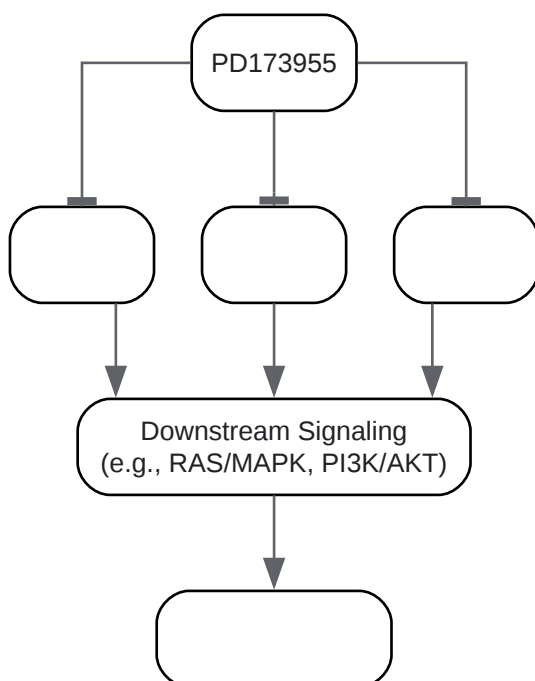 PD173955
Downstream Signaling
(e.g., RAS/MAPK, PI3K/AKT)